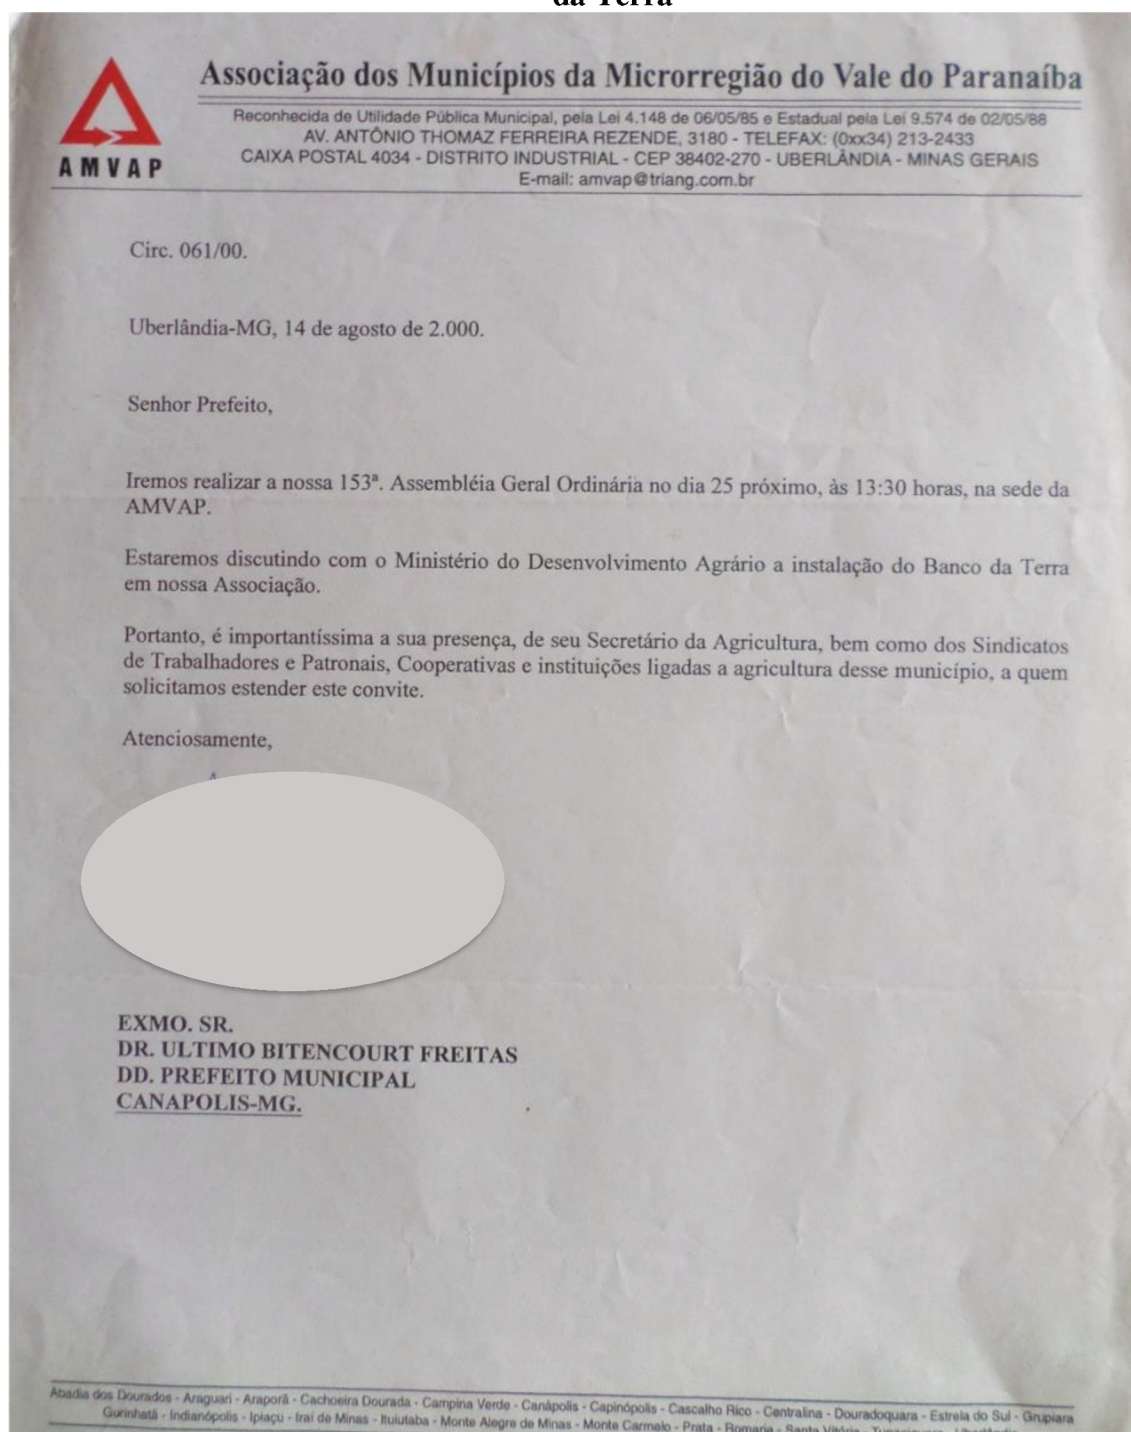 da Terra
Associação dos Municípios da Microrregião do Vale do Paranaíba
Reconhecida de Utilidade Pública Municipal, pela Lei 4.148 de 06/05/85 e Estadual pela Lei 9.574 de 02/05/88
AV. ANTÔNIO THOMAZ FERREIRA REZENDE, 3180 - TELEFAX: (0xx34) 213-2433
CAIXA POSTAL 4034 - DISTRITO INDUSTRIAL - CEP 38402-270 - UBERLÂNDIA - MINAS GERAIS
E-mail: amvap@triang.com.br
AMVAP
Circ. 061/00.
Uberlândia-MG, 14 de agosto de 2.000.
Senhor Prefeito,
Iremos realizar a nossa 153ª. Assembléia Geral Ordinária no dia 25 próximo, às 13:30 horas, na sede da
AMVAP.
Estaremos discutindo com o Ministério do Desenvolvimento Agrário a instalação do Banco da Terra
em nossa Associação.
Portanto, é importantíssima a sua presença, de seu Secretário da Agricultura, bem como dos Sindicatos
de Trabalhadores e Patronais, Cooperativas e instituições ligadas a agricultura desse município, a quem
solicitamos estender este convite.
Atenciosamente,
EXMO. SR.
DR. ULTIMO BITENCOURT FREITAS
DD. PREFEITO MUNICIPAL
CANAPOLIS-MG.
Abadia dos Dourados - Araguari - Araporã - Cachoeira Dourada - Campina Verde - Canápolis - Capinópolis - Cascalho Rico - Centralina - Douradoquara - Estrela do Sul - Grupiara
Gurinhatã - Indianópolis - Ipiaçu - Iraí de Minas - Ituiutaba - Monte Alegre de Minas - Monte Carmelo - Prata - Romaria - Santa Vitória - Tupaciguara - Uberlândia